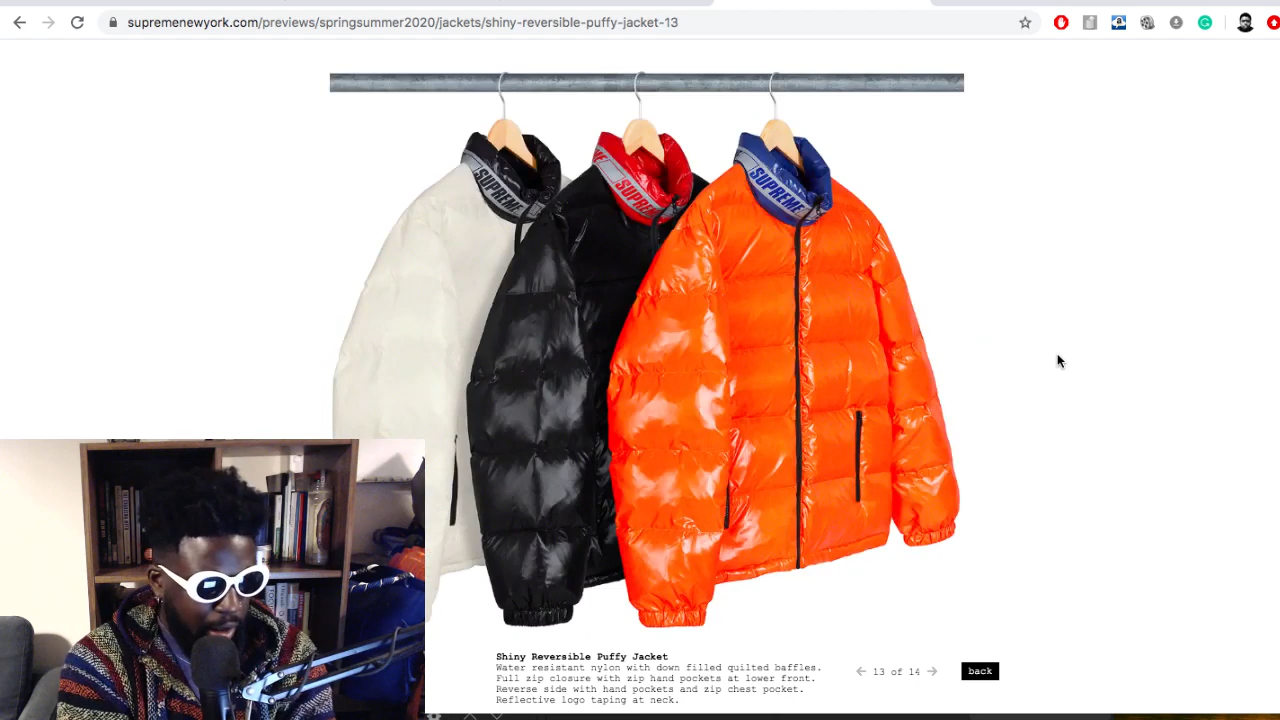 supremenewyork.com/previews/springsummer2020/jackets/shiny-reversible-puffy-jacket-13
SUPREME
SUPREME
Shiny Reversible Puffy Jacket
Water resistant nylon with down filled quilted baffles.
Full zip closure with zip hand pockets at lower front.
Reverse side with hand pockets and zip chest pocket.
Reflective logo taping at neck.
13 of 14
back